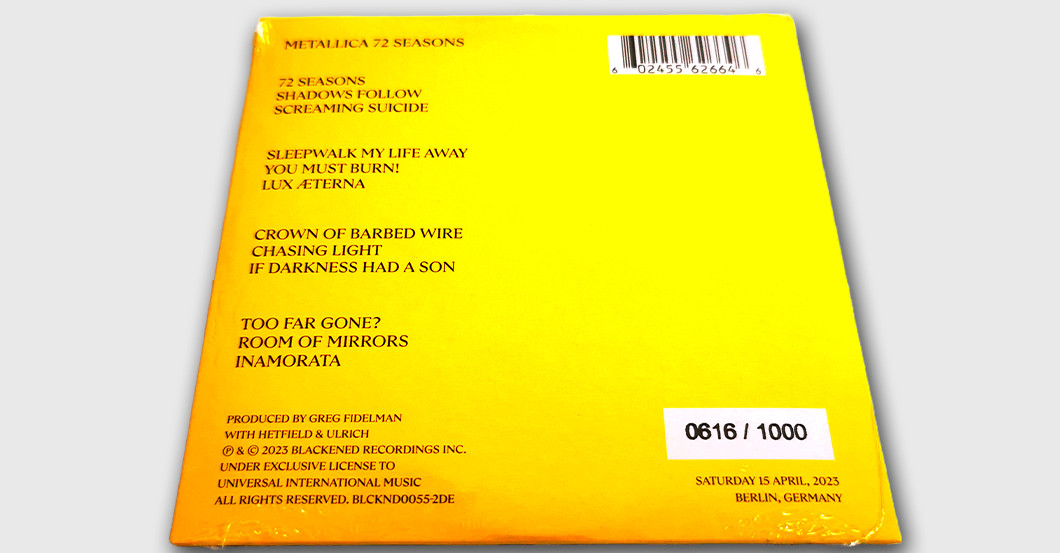 METALLICA 72 SEASONS
6 02455 62664 6
72 SEASONS
SHADOWS FOLLOW
SCREAMING SUICIDE
SLEEPWALK MY LIFE AWAY
YOU MUST BURN!
LUX ÆTERNA
CROWN OF BARBED WIRE
CHASING LIGHT
IF DARKNESS HAD A SON
TOO FAR GONE?
ROOM OF MIRRORS
INAMORATA
PRODUCED BY GREG FIDELMAN
WITH HETFIELD & ULRICH
℗ & © 2023 BLACKENED RECORDINGS INC.
UNDER EXCLUSIVE LICENSE TO
UNIVERSAL INTERNATIONAL MUSIC
ALL RIGHTS RESERVED. BLCKND0055-2DE
0616 / 1000
SATURDAY 15 APRIL, 2023
BERLIN, GERMANY